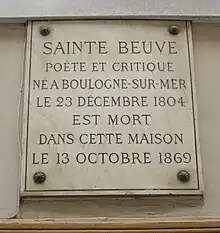 SAINTE BEUVE
POÈTE ET CRITIQUE
NÉ A BOULOGNE-SUR-MER
LE 23 DÉCEMBRE 1804
EST MORT
DANS CETTE MAISON
LE 13 OCTOBRE 1869